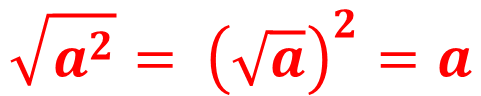 √a² = (√a)² = a